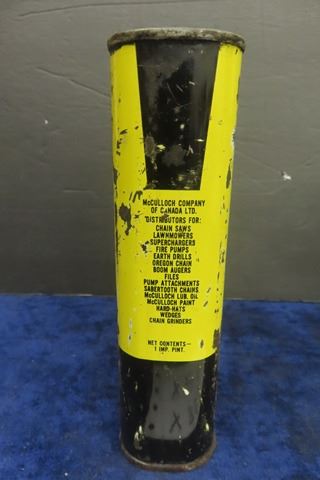 McCULLOCH COMPANY
OF CANADA LTD.
DISTRIBUTORS FOR:
CHAIN SAWS
LAWNMOWERS
SUPERCHARGERS
FIRE PUMPS
EARTH DRILLS
OREGON CHAIN
BOOM AUGERS
FILES
PUMP ATTACHMENTS
SABERTOOTH CHAINS
McCULLOCH LUB. OIL
McCULLOCH PAINT
HARD-HATS
WEDGES
CHAIN GRINDERS
NET CONTENTS—
1 IMP. PINT.